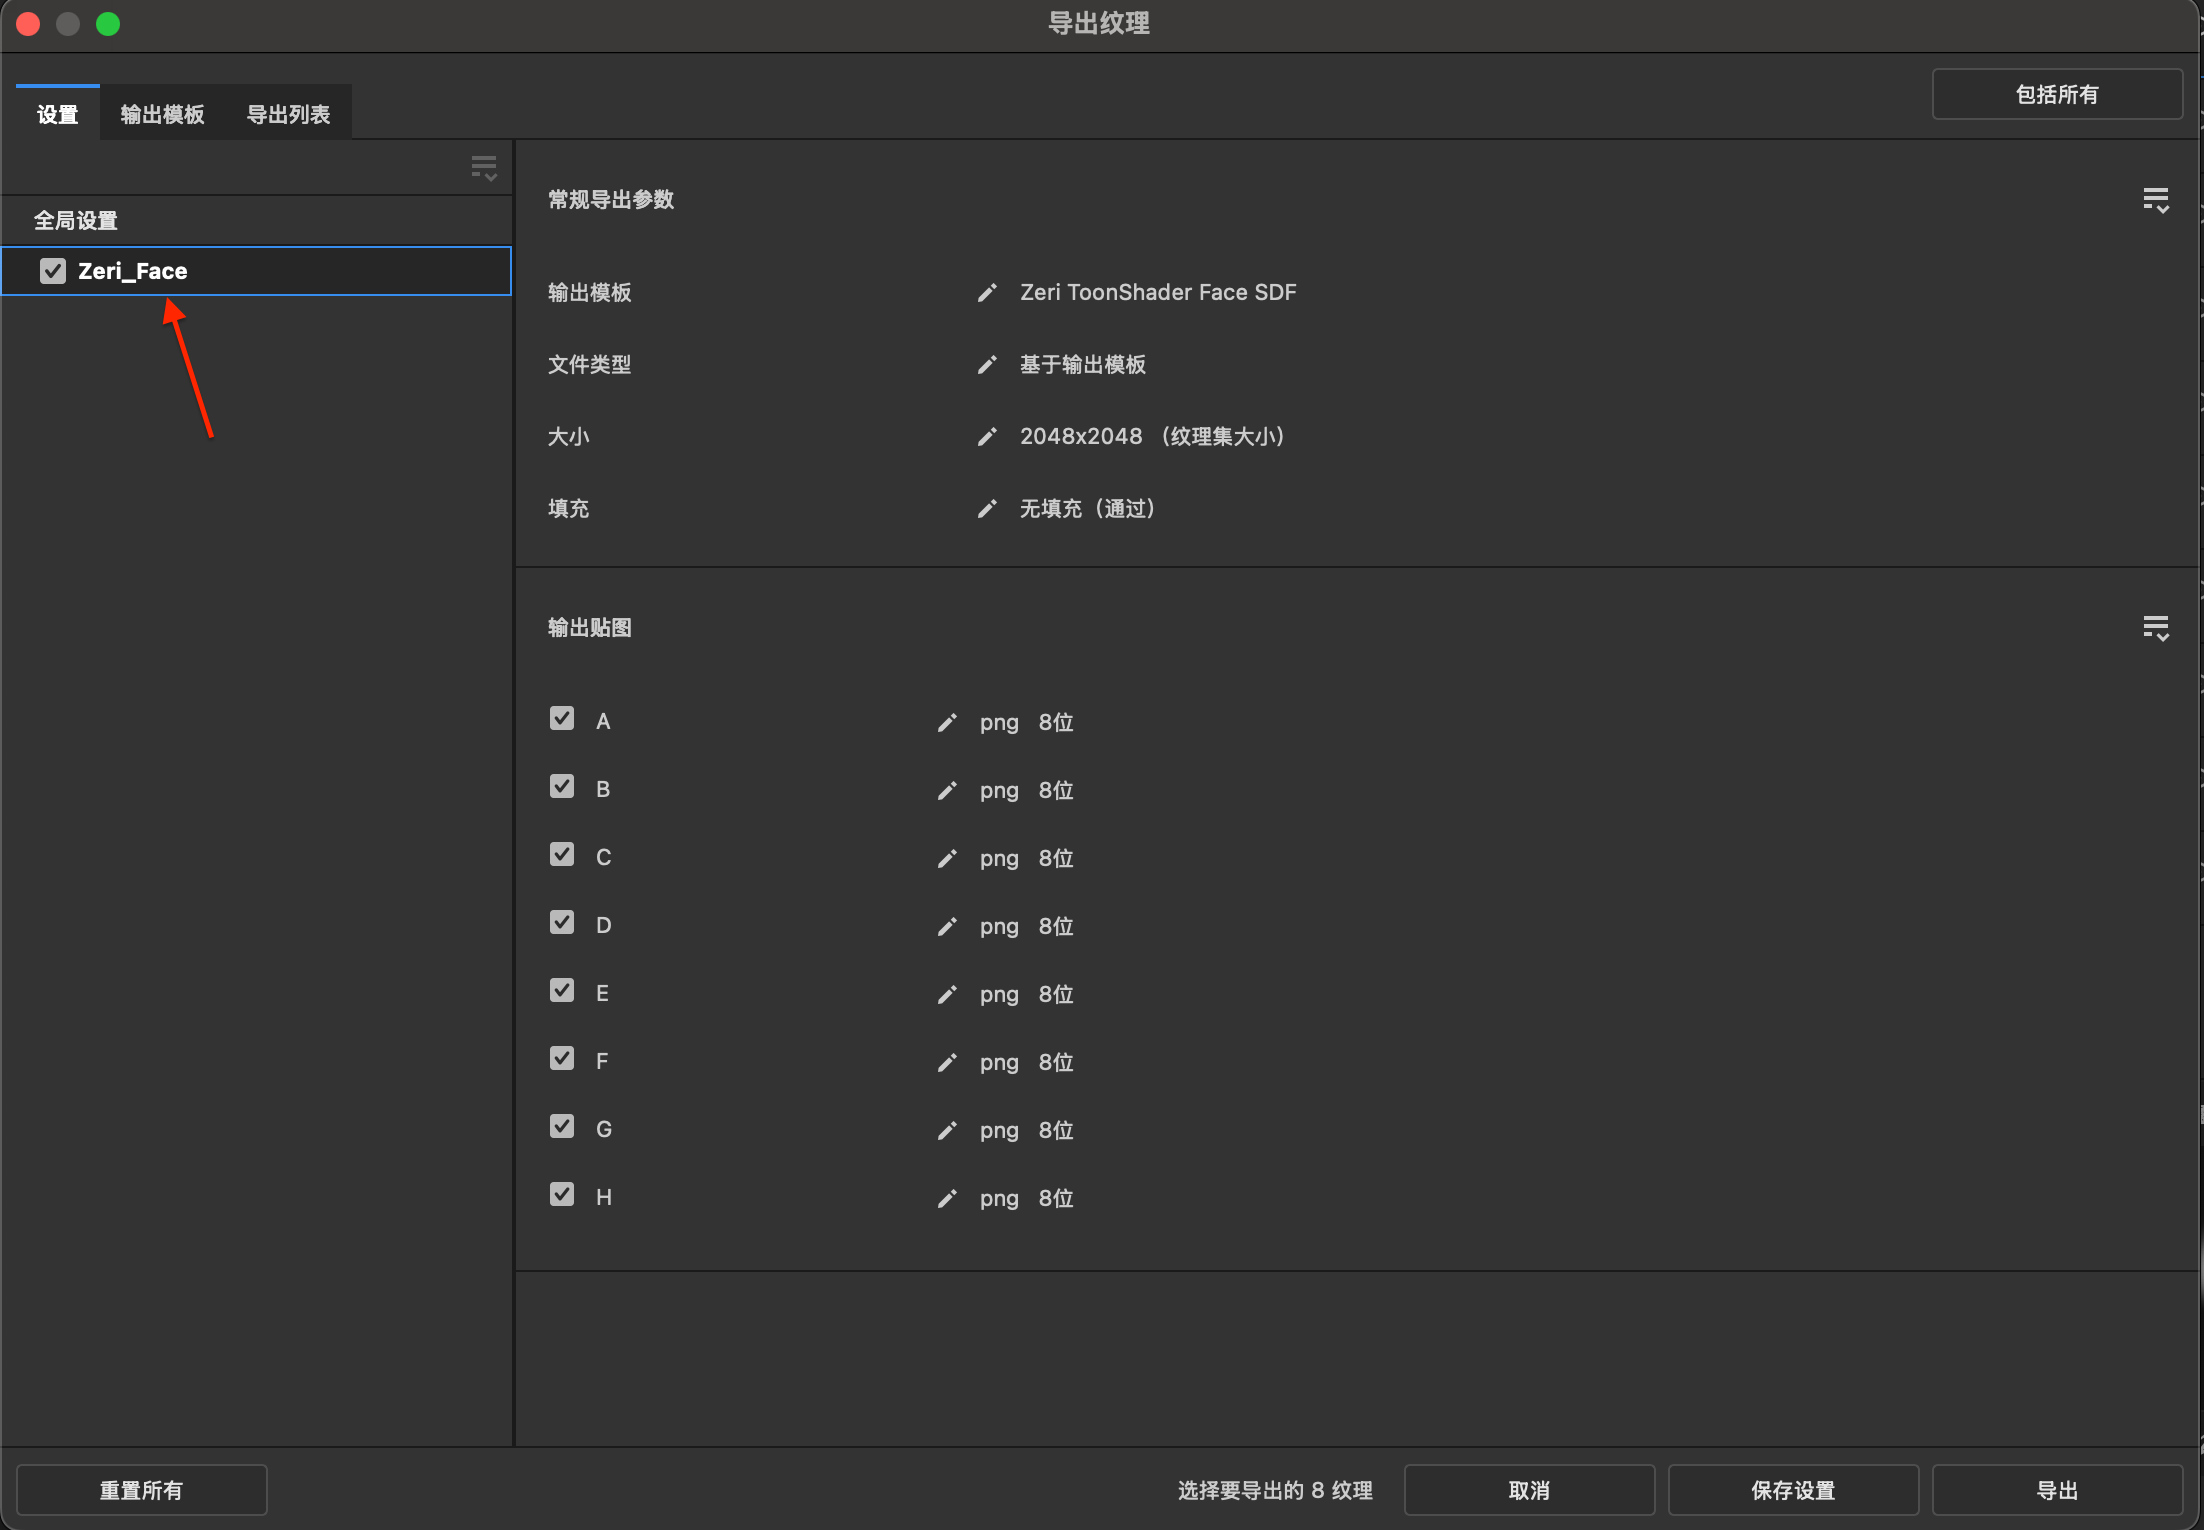 导出纹理
设置 输出模板 导出列表 包括所有
全局设置
Zeri_Face
常规导出参数
输出模板 Zeri ToonShader Face SDF
文件类型 基于输出模板
大小 2048x2048 （纹理集大小）
填充 无填充（通过）
输出贴图
A png 8位
B png 8位
C png 8位
D png 8位
E png 8位
F png 8位
G png 8位
H png 8位
重置所有 选择要导出的 8 纹理 取消 保存设置 导出